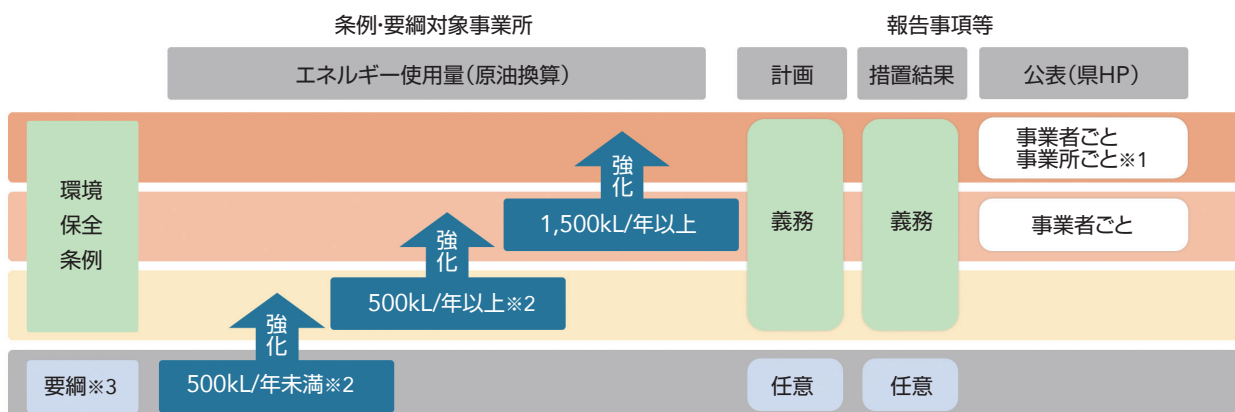 条例・要綱対象事業所
報告事項等
エネルギー使用量（原油換算）
計画
措置結果
公表（県HP）
環境
保全
条例
強化
強化
強化
1,500kL/年以上
500kL/年以上※2
義務
義務
事業者ごと
事業所ごと※1
事業者ごと
要綱※3
500kL/年未満※2
任意
任意